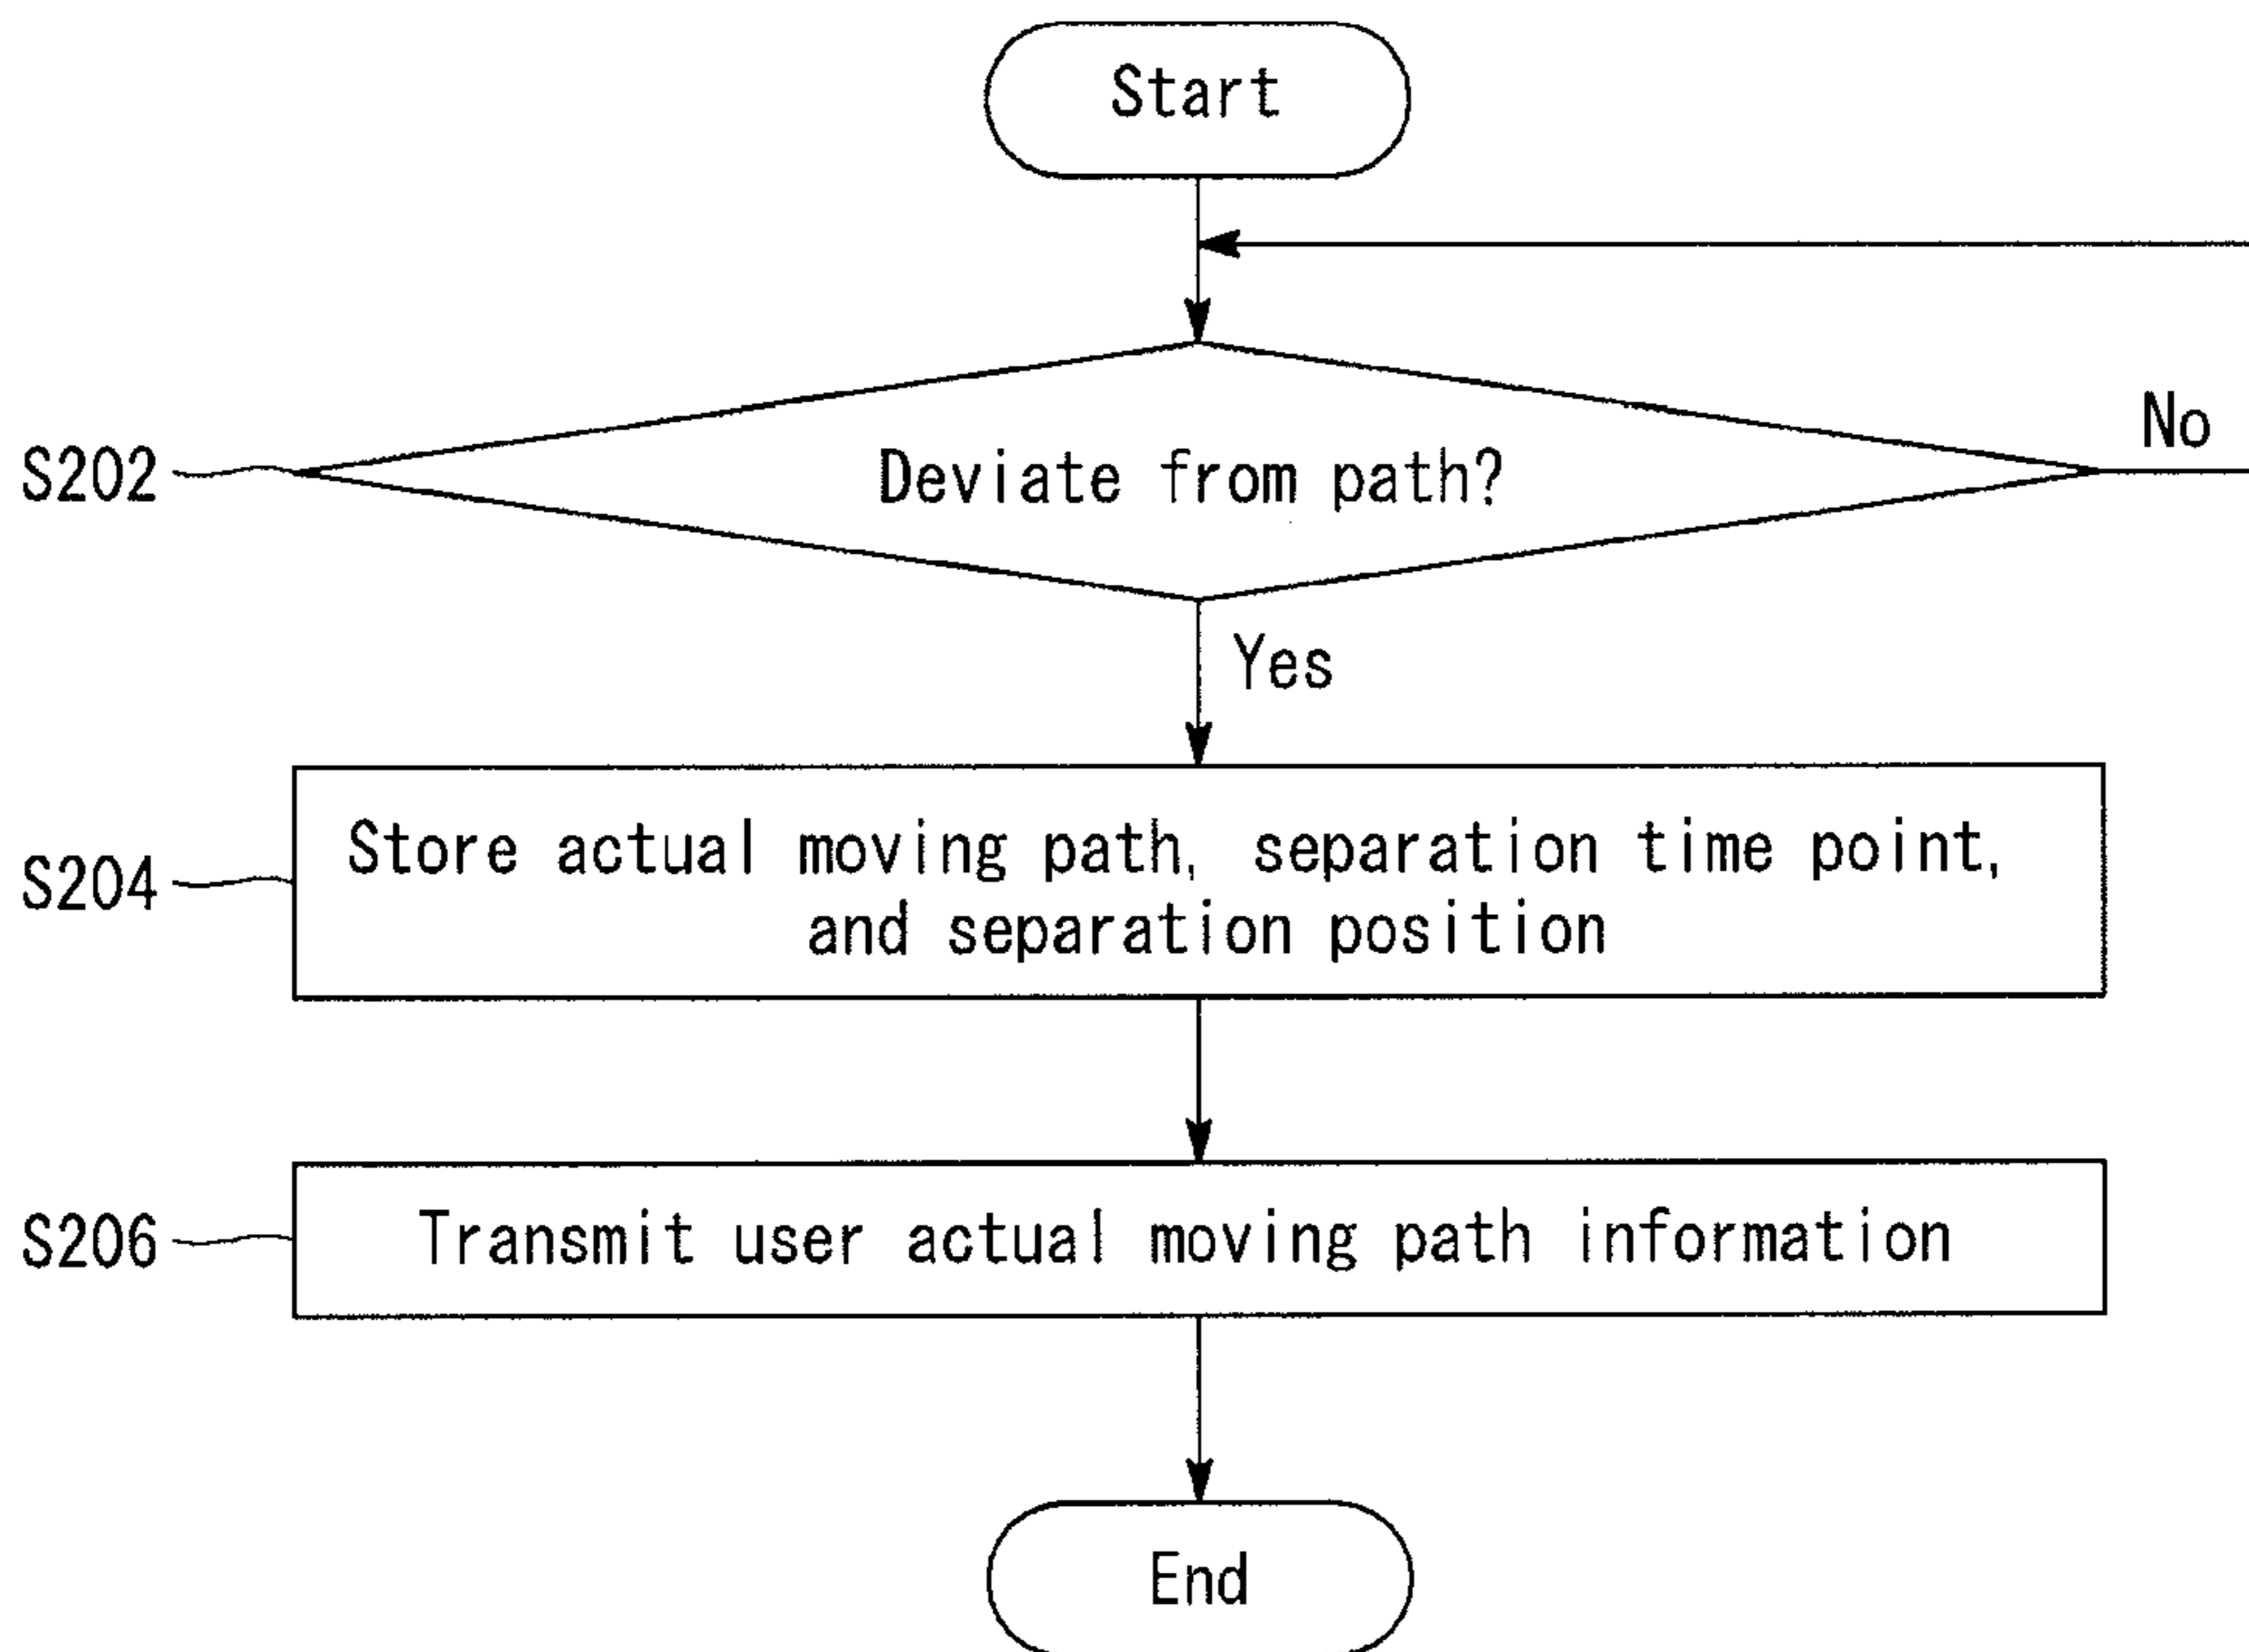 Start
S202
Deviate from path?
No
Yes
S204
Store actual moving path, separation time point,
and separation position
S206
Transmit user actual moving path information
End